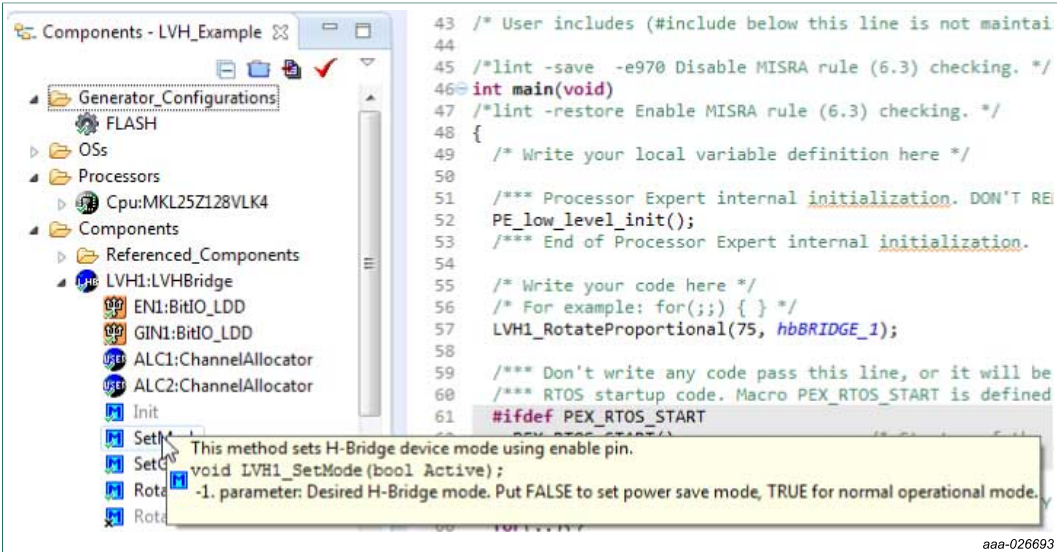 Components - LVH_Example
Generator_Configurations
FLASH
OSs
Processors
Cpu:MKL25Z128VLK4
Components
Referenced_Components
LVH1:LVHBridge
EN1:BitIO_LDD
GIN1:BitIO_LDD
ALC1:ChannelAllocator
ALC2:ChannelAllocator
Init
43 /* User includes (#include below this line is not maintai
44
45 /*lint -save  -e970 Disable MISRA rule (6.3) checking. */
46 int main(void)
47 /*lint -restore Enable MISRA rule (6.3) checking. */
48 {
49 /* Write your local variable definition here */
50
51 /*** Processor Expert internal initialization. DON'T RE
52 PE_low_level_init();
53 /*** End of Processor Expert internal initialization.
54
55 /* Write your code here */
56 /* For example: for(;;) { } */
57 LVH1_RotateProportional(75, hbBRIDGE_1);
58
59 /*** Don't write any code pass this line, or it will be
60 /*** RTOS startup code. Macro PEX_RTOS_START is defined
61 #ifdef PEX_RTOS_START
This method sets H-Bridge device mode using enable pin.
void LVH1_SetMode(bool Active);
-1. parameter: Desired H-Bridge mode. Put FALSE to set power save mode, TRUE for normal operational mode.
aaa-026693